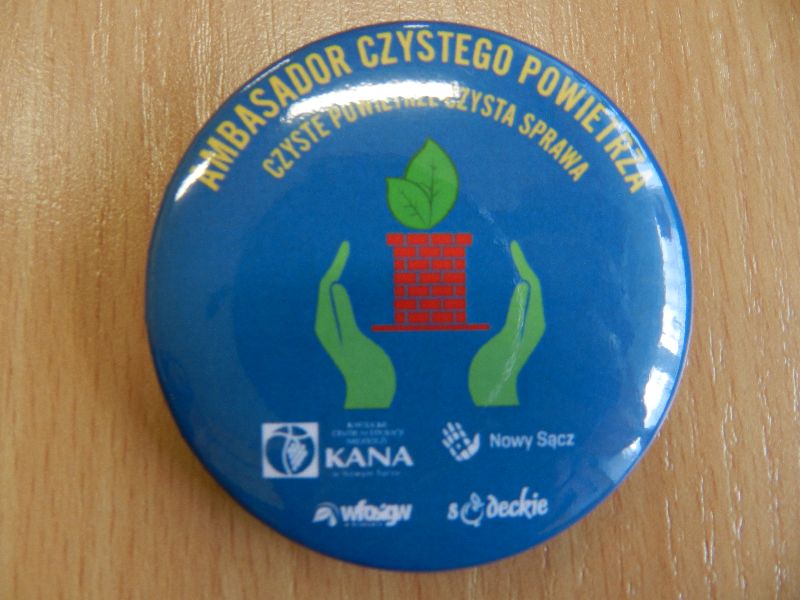 AMBASADOR CZYSTEGO POWIETRZA
CZYSTE POWIETRZE CZYSTA SPRAWA
KANA
Nowy Sącz
wfośigw
sądeckie